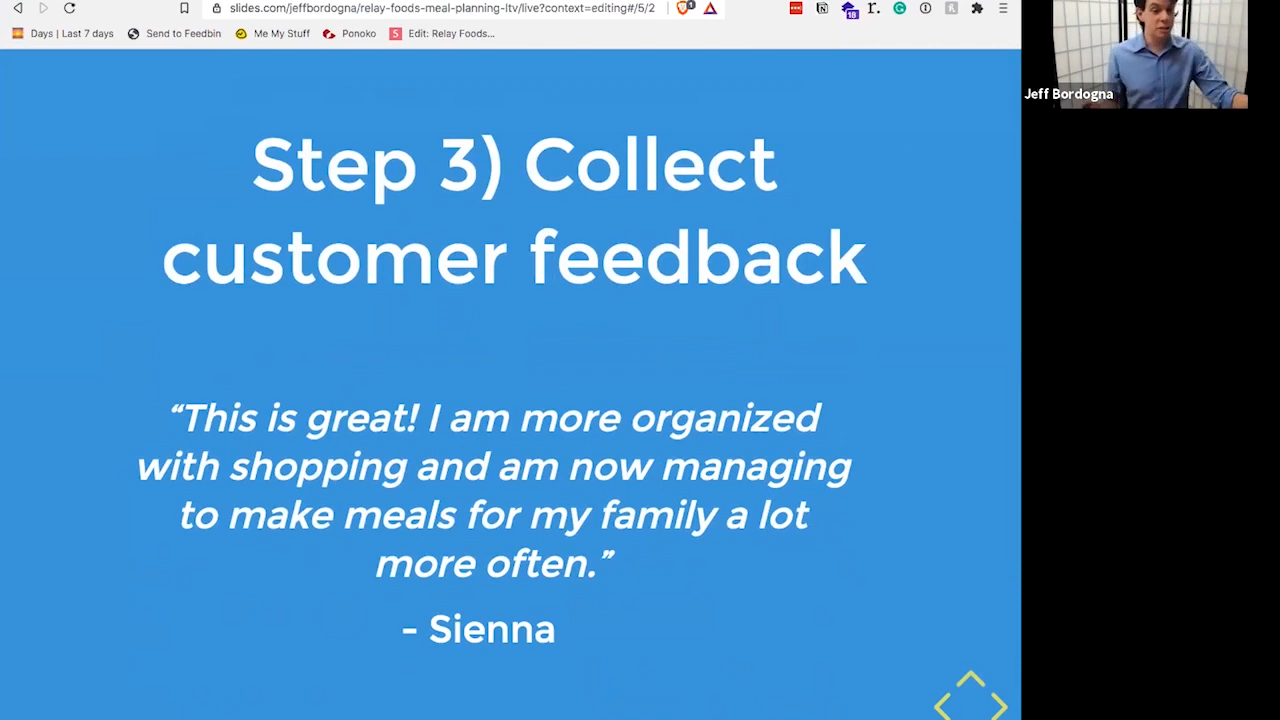 slides.com/jeffbordogna/relay-foods-meal-planning-ltv/live?context=editing#/5/2
1
18
r.
Days | Last 7 days
Send to Feedbin
Me My Stuff
Ponoko
S
Edit: Relay Foods...
Jeff Bordogna
Step 3) Collect
customer feedback
“This is great! I am more organized
with shopping and am now managing
to make meals for my family a lot
more often.”
- Sienna